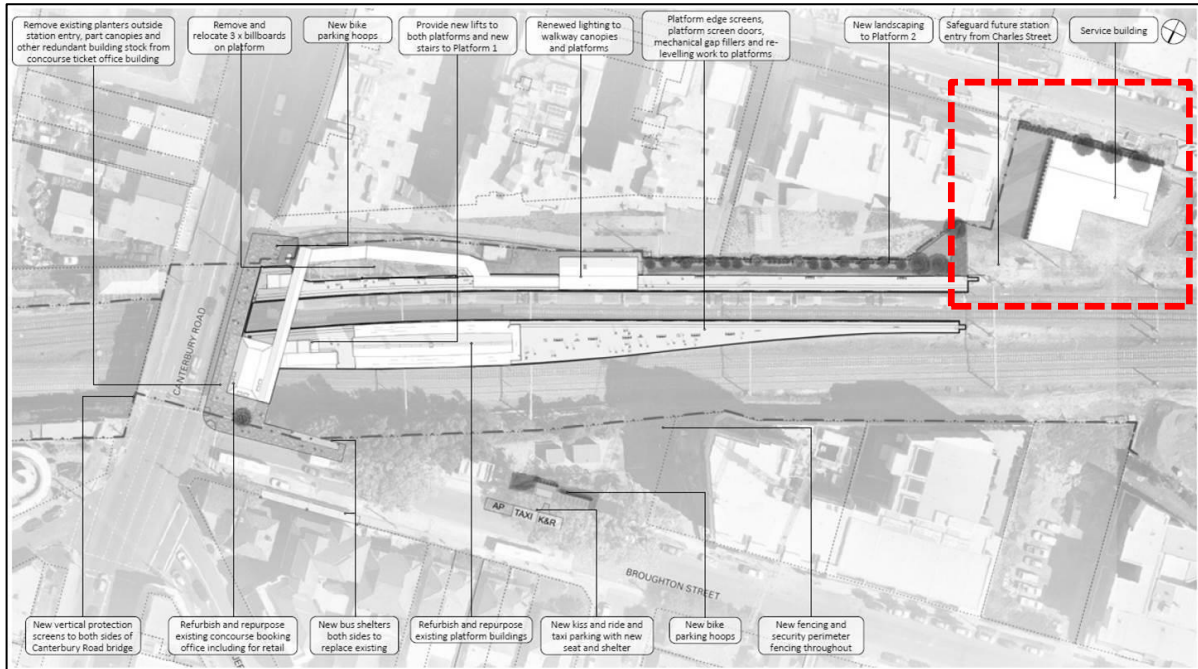 Remove existing planters outside
station entry, part canopies and
other redundant building stock from
concourse ticket office building
Remove and
relocate 3 x billboards
on platform
New bike
parking hoops
Provide new lifts to
both platforms and new
stairs to Platform 1
Renewed lighting to
walkway canopies
and platforms
Platform edge screens,
platform screen doors,
mechanical gap fillers and re-
levelling work to platforms
New landscaping
to Platform 2
Safeguard future station
entry from Charles Street
Service building
CANTERBURY ROAD
AP
TAXI
K&R
BROUGHTON STREET
New vertical protection
screens to both sides of
Canterbury Road bridge
Refurbish and repurpose
existing concourse booking
office including for retail
New bus shelters
both sides to
replace existing
Refurbish and repurpose
existing platform buildings
New kiss and ride and
taxi parking with new
seat and shelter
New bike
parking hoops
New fencing and
security perimeter
fencing throughout